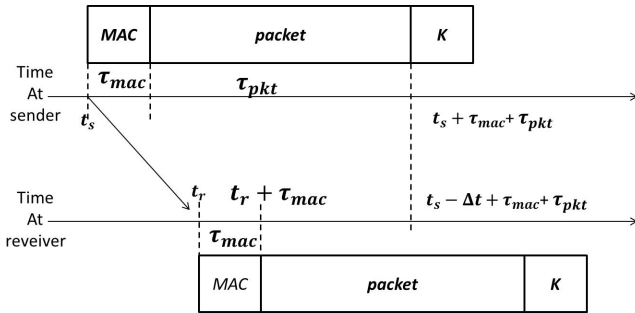 MAC packet K
Time
At
sender
τmac τpkt
ts ts + τmac+ τpkt
Time
At
reveiver
tr tr + τmac ts − Δt + τmac+ τpkt
τmac
MAC packet K